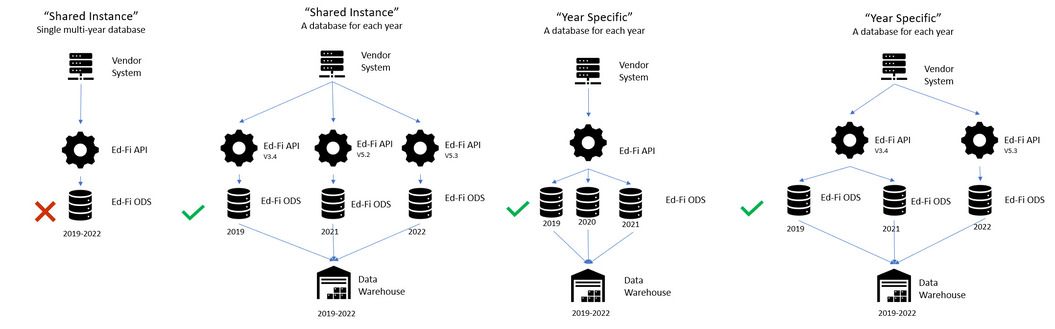 “Shared Instance”
Single multi-year database
Vendor
System
Ed-Fi API
Ed-Fi ODS
2019-2022
“Shared Instance”
A database for each year
Vendor
System
Ed-Fi API
V3.4
Ed-Fi API
V5.2
Ed-Fi API
V5.3
Ed-Fi ODS
Ed-Fi ODS
Ed-Fi ODS
2019
2021
2022
Data
Warehouse
2019-2022
“Year Specific”
A database for each year
Vendor
System
Ed-Fi API
Ed-Fi ODS
2019
2020
2021
Data
Warehouse
2019-2022
“Year Specific”
A database for each year
Vendor
System
Ed-Fi API
V3.4
Ed-Fi API
V5.3
Ed-Fi ODS
Ed-Fi ODS
Ed-Fi ODS
2019
2021
2022
Data
Warehouse
2019-2022